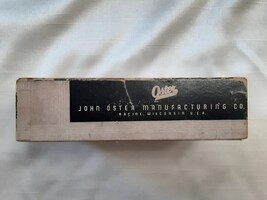 Oster
JOHN OSTER MANUFACTURING CO.
RACINE, WISCONSIN U.S.A.